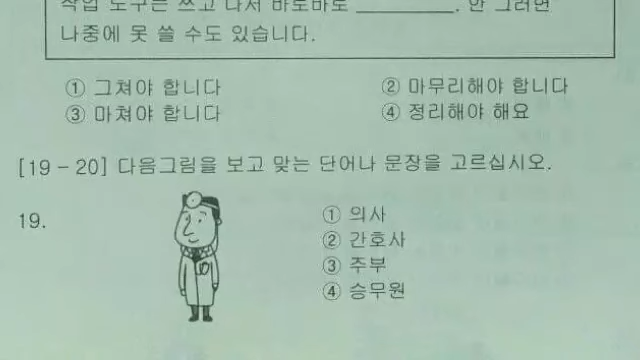 작업 도구는 쓰고 나서 바로바로 __________. 안 그러면
나중에 못 쓸 수도 있습니다.
① 그쳐야 합니다 ② 마무리해야 합니다
③ 마쳐야 합니다 ④ 정리해야 해요
[19 - 20] 다음그림을 보고 맞는 단어나 문장을 고르십시오.
19.
① 의사
② 간호사
③ 주부
④ 승무원